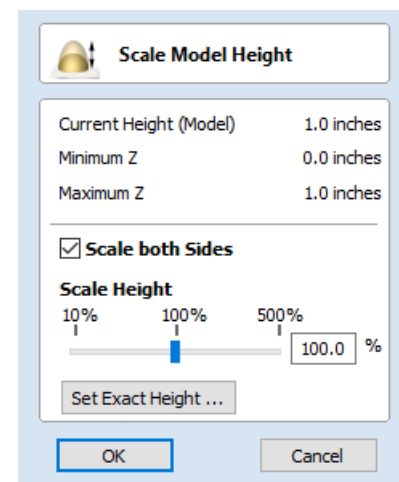 Scale Model Height
Current Height (Model) 1.0 inches
Minimum Z 0.0 inches
Maximum Z 1.0 inches
Scale both Sides
Scale Height
10% 100% 500%
100.0 %
Set Exact Height ...
OK Cancel